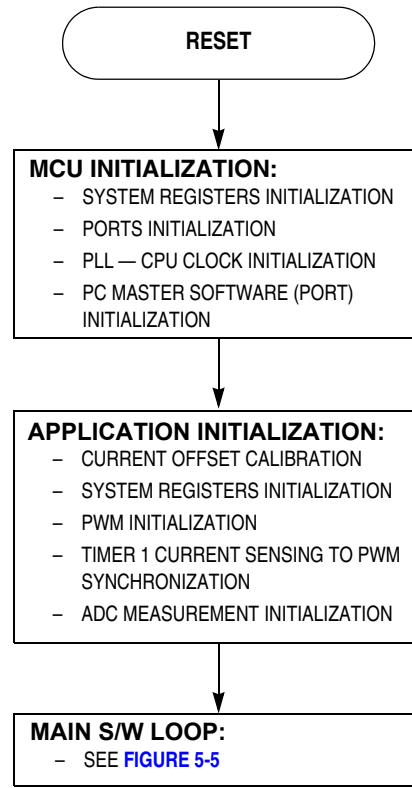 RESET
MCU INITIALIZATION:
– SYSTEM REGISTERS INITIALIZATION
– PORTS INITIALIZATION
– PLL — CPU CLOCK INITIALIZATION
– PC MASTER SOFTWARE (PORT)
INITIALIZATION
APPLICATION INITIALIZATION:
– CURRENT OFFSET CALIBRATION
– SYSTEM REGISTERS INITIALIZATION
– PWM INITIALIZATION
– TIMER 1 CURRENT SENSING TO PWM
SYNCHRONIZATION
– ADC MEASUREMENT INITIALIZATION
MAIN S/W LOOP:
– SEE FIGURE 5-5